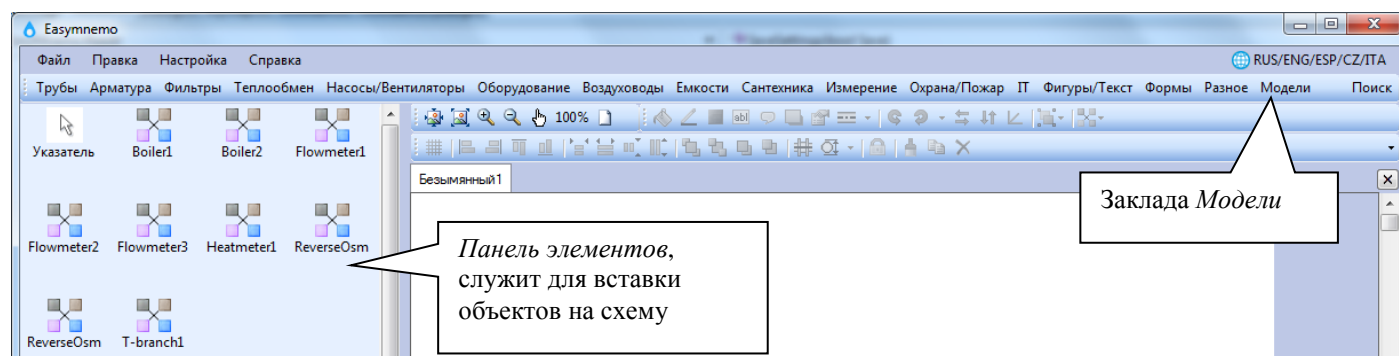 Easymnemo
Файл Правка Настройка Справка RUS/ENG/ESP/CZ/ITA
Трубы Арматура Фильтры Теплообмен Насосы/Вентиляторы Оборудование Воздуховоды Емкости Сантехника Измерение Охрана/Пожар IT Фигуры/Текст Формы Разное Модели Поиск
100%
abl
Указатель Boiler1 Boiler2 Flowmeter1
Безымянный1
Заклада Модели
Flowmeter2 Flowmeter3 Heatmeter1 ReverseOsm
Панель элементов,
служит для вставки
объектов на схему
ReverseOsm T-branch1